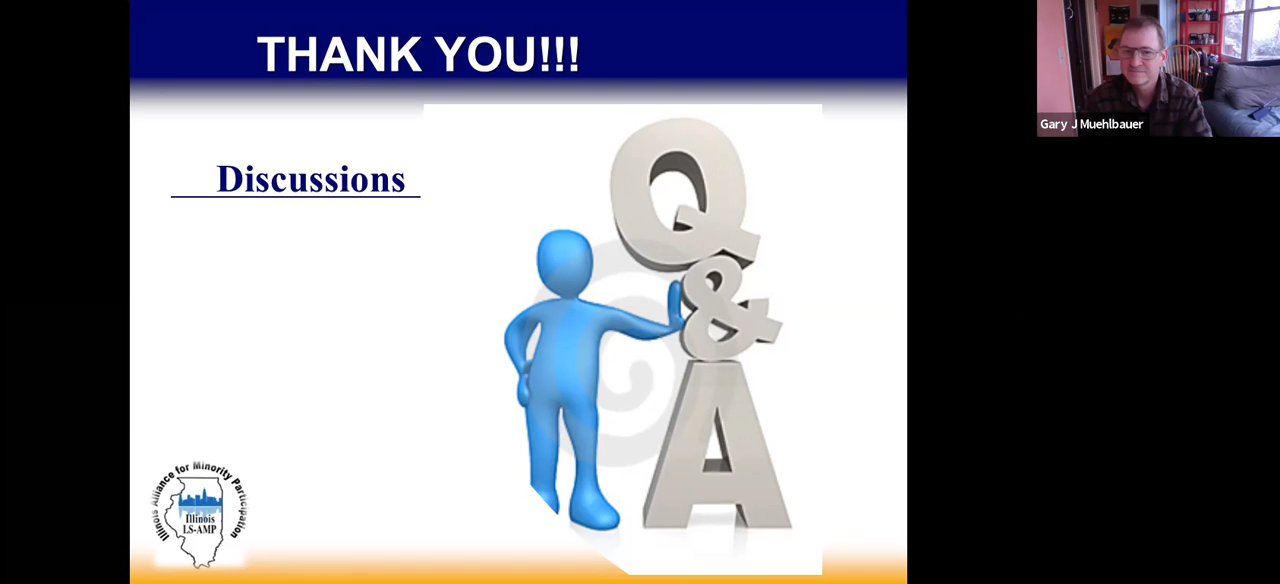 THANK YOU!!!
Gary J Muehlbauer
Discussions
Q
&
A
Illinois Alliance for Minority Participation
Illinois
LS-AMP